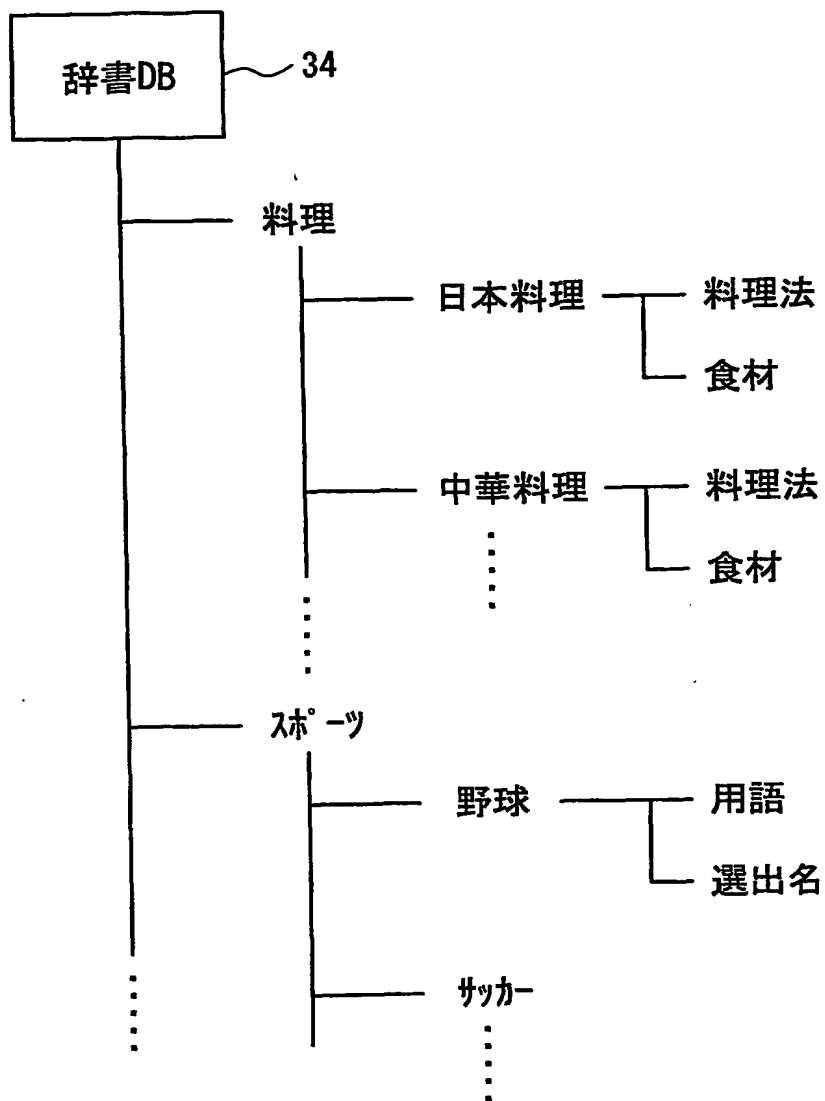 辞書DB 34
料理
日本料理 料理法
食材
中華料理 料理法
食材
スポーツ
野球 用語
選出名
サッカー